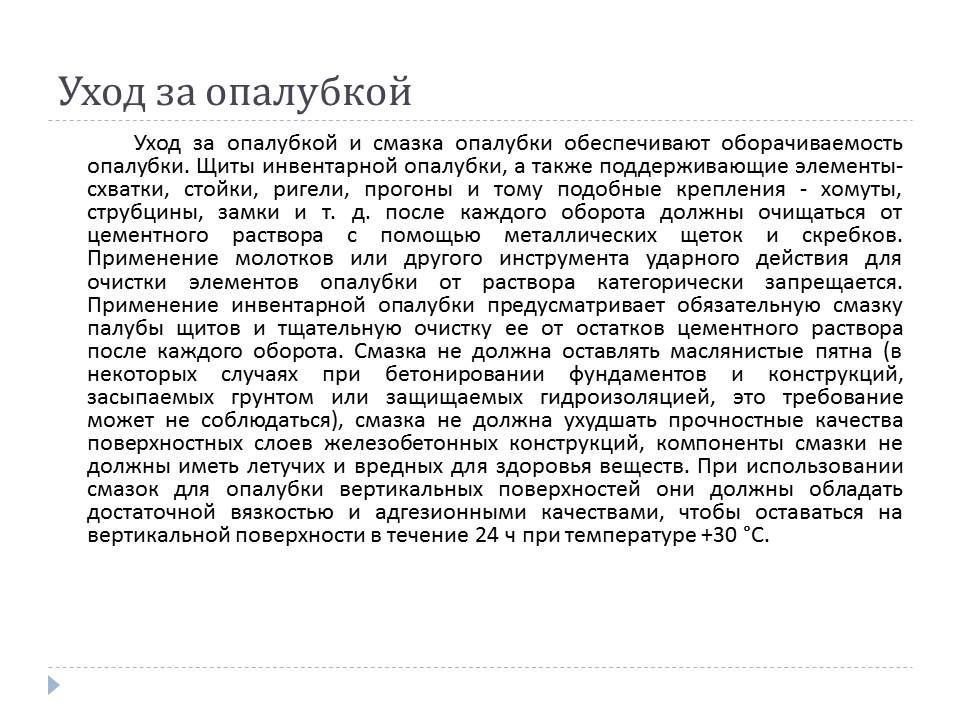 Уход за опалубкой
Уход за опалубкой и смазка опалубки обеспечивают оборачиваемость
опалубки. Щиты инвентарной опалубки, а также поддерживающие элементы-
схватки, стойки, ригели, прогоны и тому подобные крепления - хомуты,
струбцины, замки и т. д. после каждого оборота должны очищаться от
цементного раствора с помощью металлических щеток и скребков.
Применение молотков или другого инструмента ударного действия для
очистки элементов опалубки от раствора категорически запрещается.
Применение инвентарной опалубки предусматривает обязательную смазку
палубы щитов и тщательную очистку ее от остатков цементного раствора
после каждого оборота. Смазка не должна оставлять маслянистые пятна (в
некоторых случаях при бетонировании фундаментов и конструкций,
засыпаемых грунтом или защищаемых гидроизоляцией, это требование
может не соблюдаться), смазка не должна ухудшать прочностные качества
поверхностных слоев железобетонных конструкций, компоненты смазки не
должны иметь летучих и вредных для здоровья веществ. При использовании
смазок для опалубки вертикальных поверхностей они должны обладать
достаточной вязкостью и адгезионными качествами, чтобы оставаться на
вертикальной поверхности в течение 24 ч при температуре +30 °С.